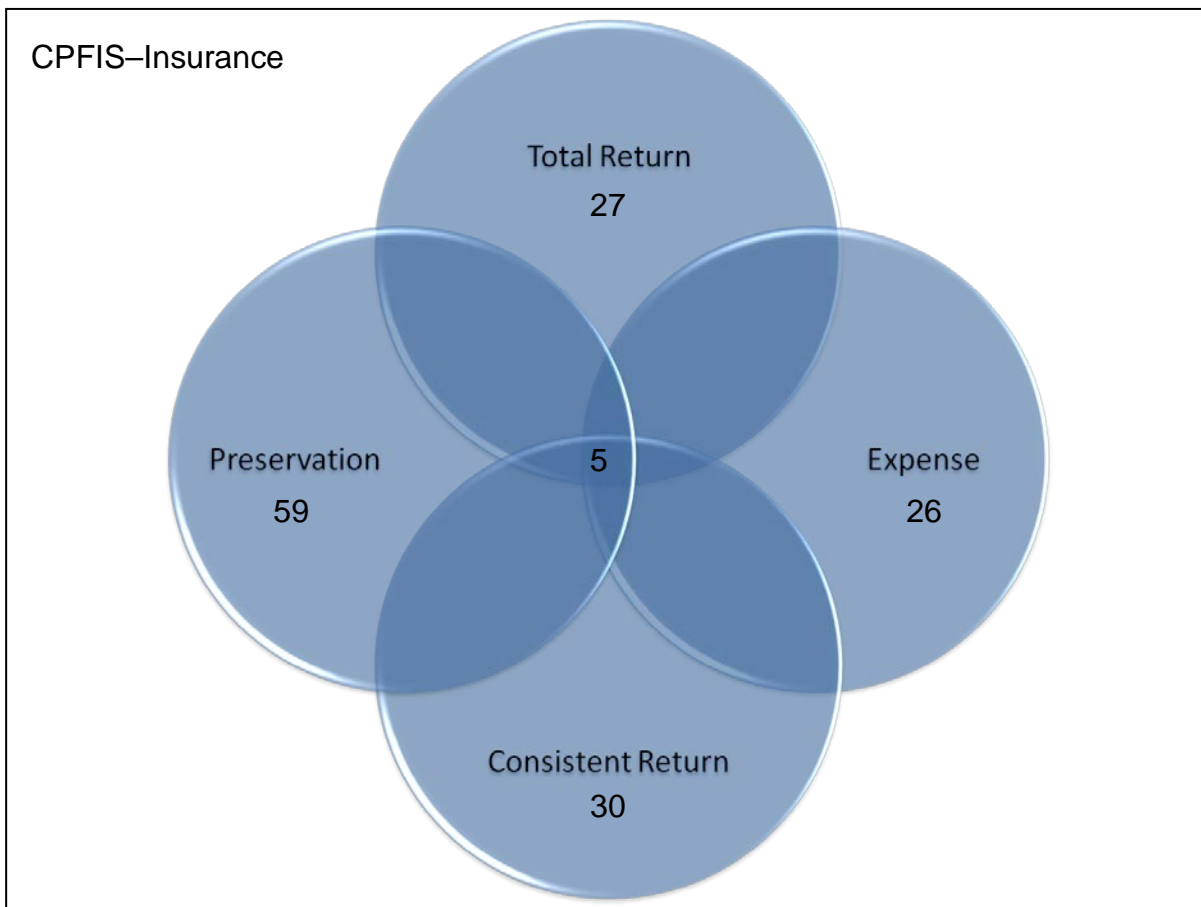 CPFIS–Insurance
Total Return
27
Preservation
59
5
Expense
26
Consistent Return
30